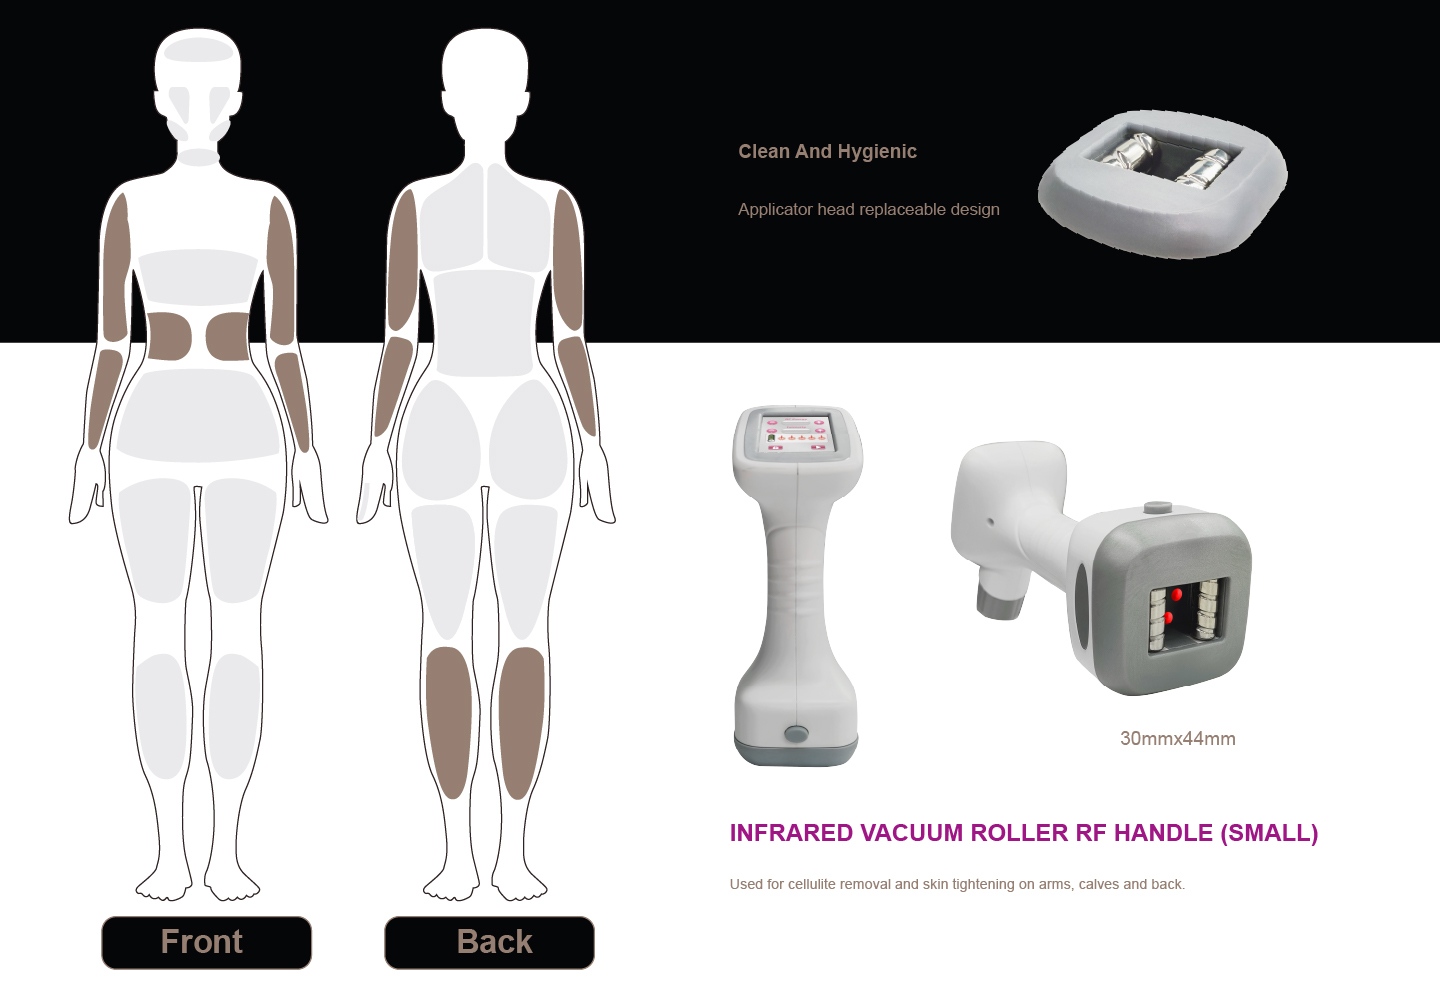 Clean And Hygienic
Applicator head replaceable design
30mmx44mm
INFRARED VACUUM ROLLER RF HANDLE (SMALL)
Used for cellulite removal and skin tightening on arms, calves and back.
Front
Back